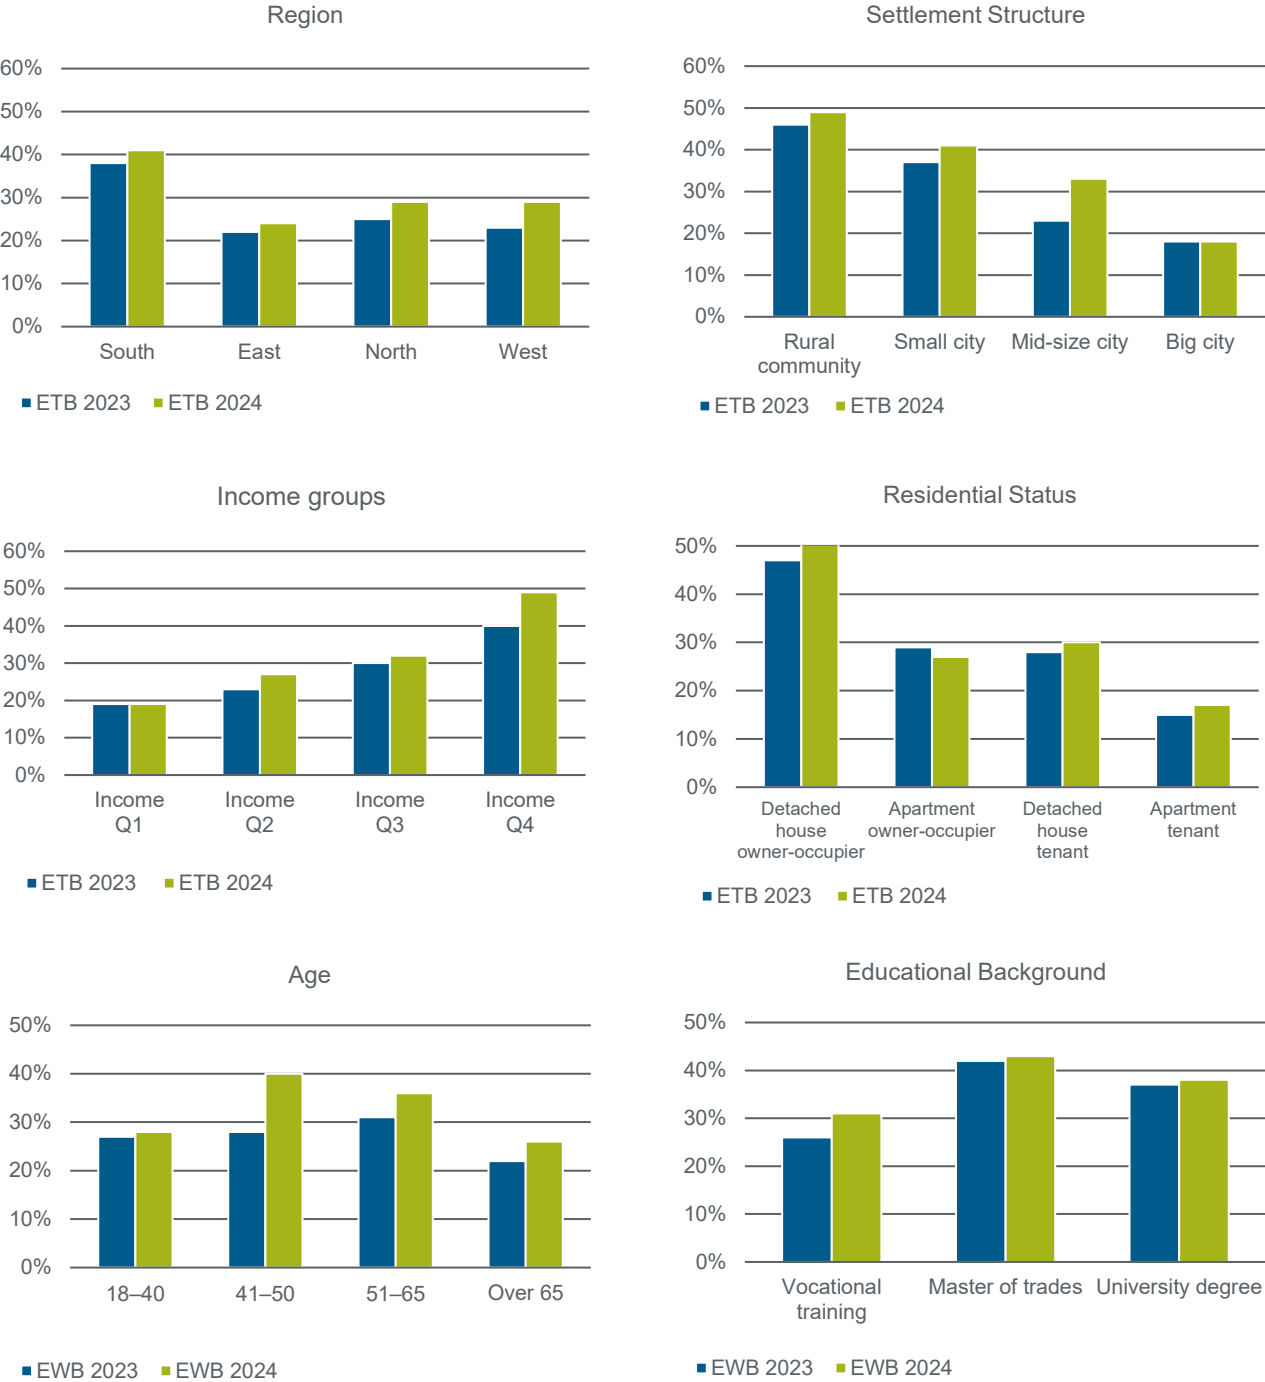 Region
60%
50%
40%
30%
20%
10%
0%
South East North West
ETB 2023 ETB 2024
Settlement Structure
60%
50%
40%
30%
20%
10%
0%
Rural
community
Small city
Mid-size city
Big city
ETB 2023 ETB 2024
Income groups
60%
50%
40%
30%
20%
10%
0%
Income
Q1
Income
Q2
Income
Q3
Income
Q4
ETB 2023 ETB 2024
Residential Status
50%
40%
30%
20%
10%
0%
Detached
house
owner-occupier
Apartment
owner-occupier
Detached
house
tenant
Apartment
tenant
ETB 2023 ETB 2024
Age
50%
40%
30%
20%
10%
0%
18–40 41–50 51–65 Over 65
EWB 2023 EWB 2024
Educational Background
50%
40%
30%
20%
10%
0%
Vocational
training
Master of trades
University degree
EWB 2023 EWB 2024